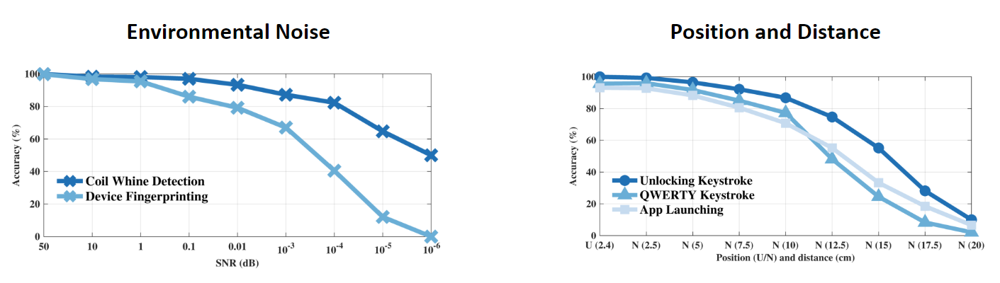 Environmental Noise
100
80
60
40
20
0
Accuracy (%)
Coil Whine Detection
Device Fingerprinting
50 10 1 0.1 0.01 10⁻³ 10⁻⁴ 10⁻⁵ 10⁻⁶
SNR (dB)
Position and Distance
100
80
60
40
20
0
Accuracy (%)
Unlocking Keystroke
QWERTY Keystroke
App Launching
U (2.4) N (2.5) N (5) N (7.5) N (10) N (12.5) N (15) N (17.5) N (20)
Position (U/N) and distance (cm)